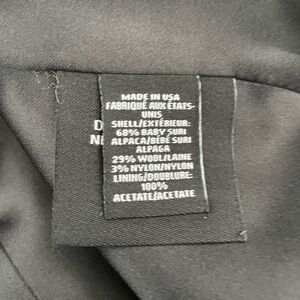 MADE IN USA
FABRIQUÉ AUX ÉTATS-
UNIS
SHELL/EXTÉRIEUR:
68% BABY SURI
ALPACA/BÉBÉ SURI
ALPAGA
29% WOOL/LAINE
3% NYLON/NYLON
LINING/DOUBLURE:
100%
ACETATE/ACETATE